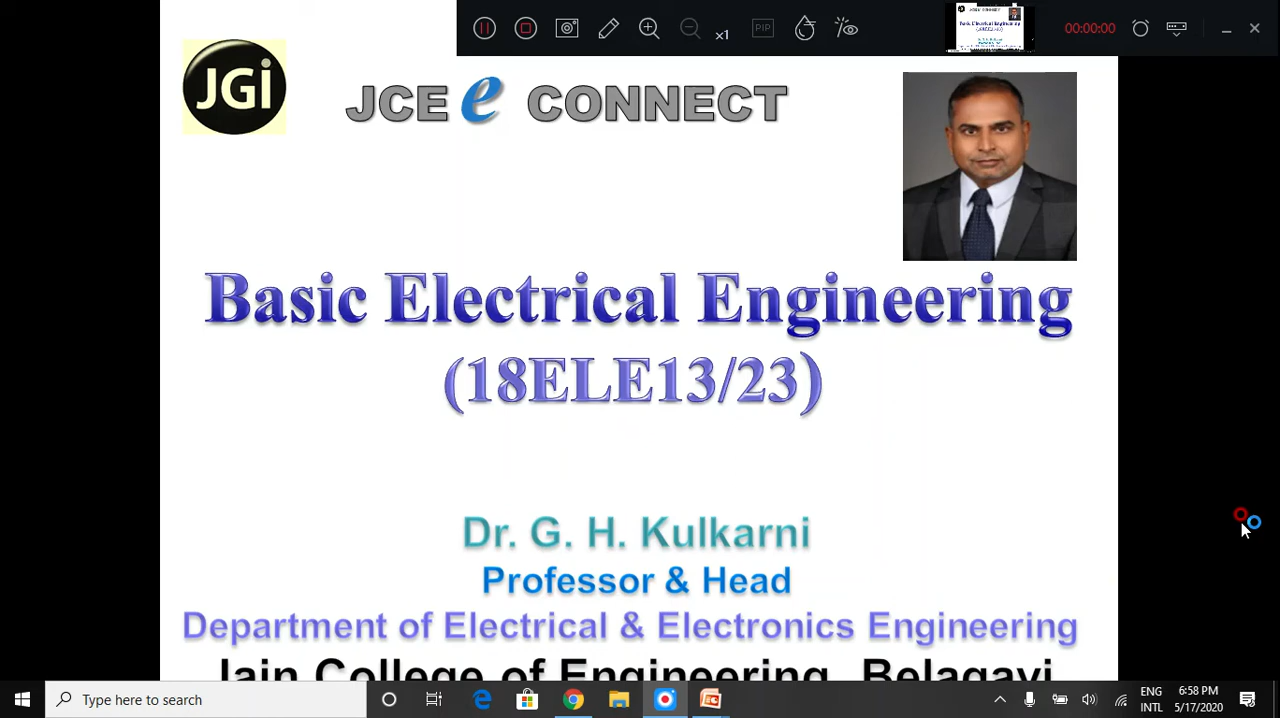 x1
PIP
00:00:00
JGi
JCE e CONNECT
Basic Electrical Engineering
(18ELE13/23)
Dr. G. H. Kulkarni
Professor & Head
Department of Electrical & Electronics Engineering
Jain College of Engineering, Belagavi
Type here to search
ENG
INTL
6:58 PM
5/17/2020